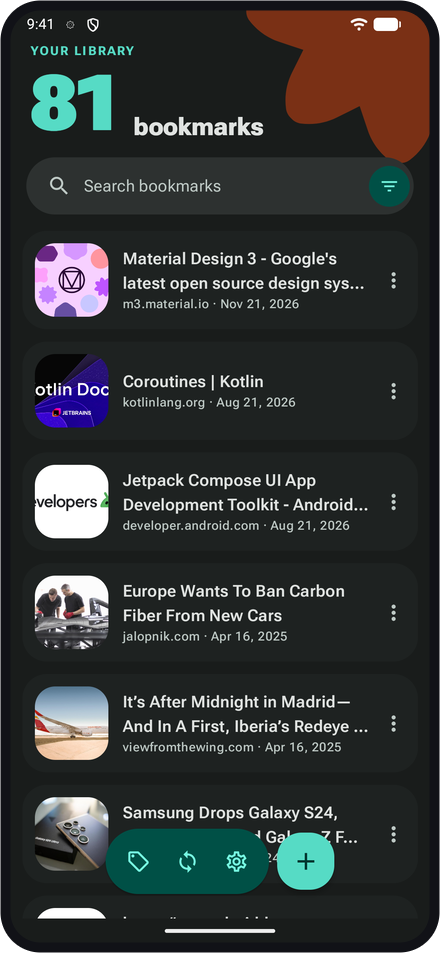 9:41
YOUR LIBRARY
81 bookmarks
Search bookmarks
Material Design 3 - Google's
latest open source design sys...
m3.material.io · Nov 21, 2026
otlin Doc
JETBRAINS
Coroutines | Kotlin
kotlinlang.org · Aug 21, 2026
evelopers
Jetpack Compose UI App
Development Toolkit - Android...
developer.android.com · Aug 21, 2026
Europe Wants To Ban Carbon
Fiber From New Cars
jalopnik.com · Apr 16, 2025
It's After Midnight in Madrid—
And In A First, Iberia's Redeye ...
viewfromthewing.com · Apr 16, 2025
Samsung Drops Galaxy S24,
Z F...